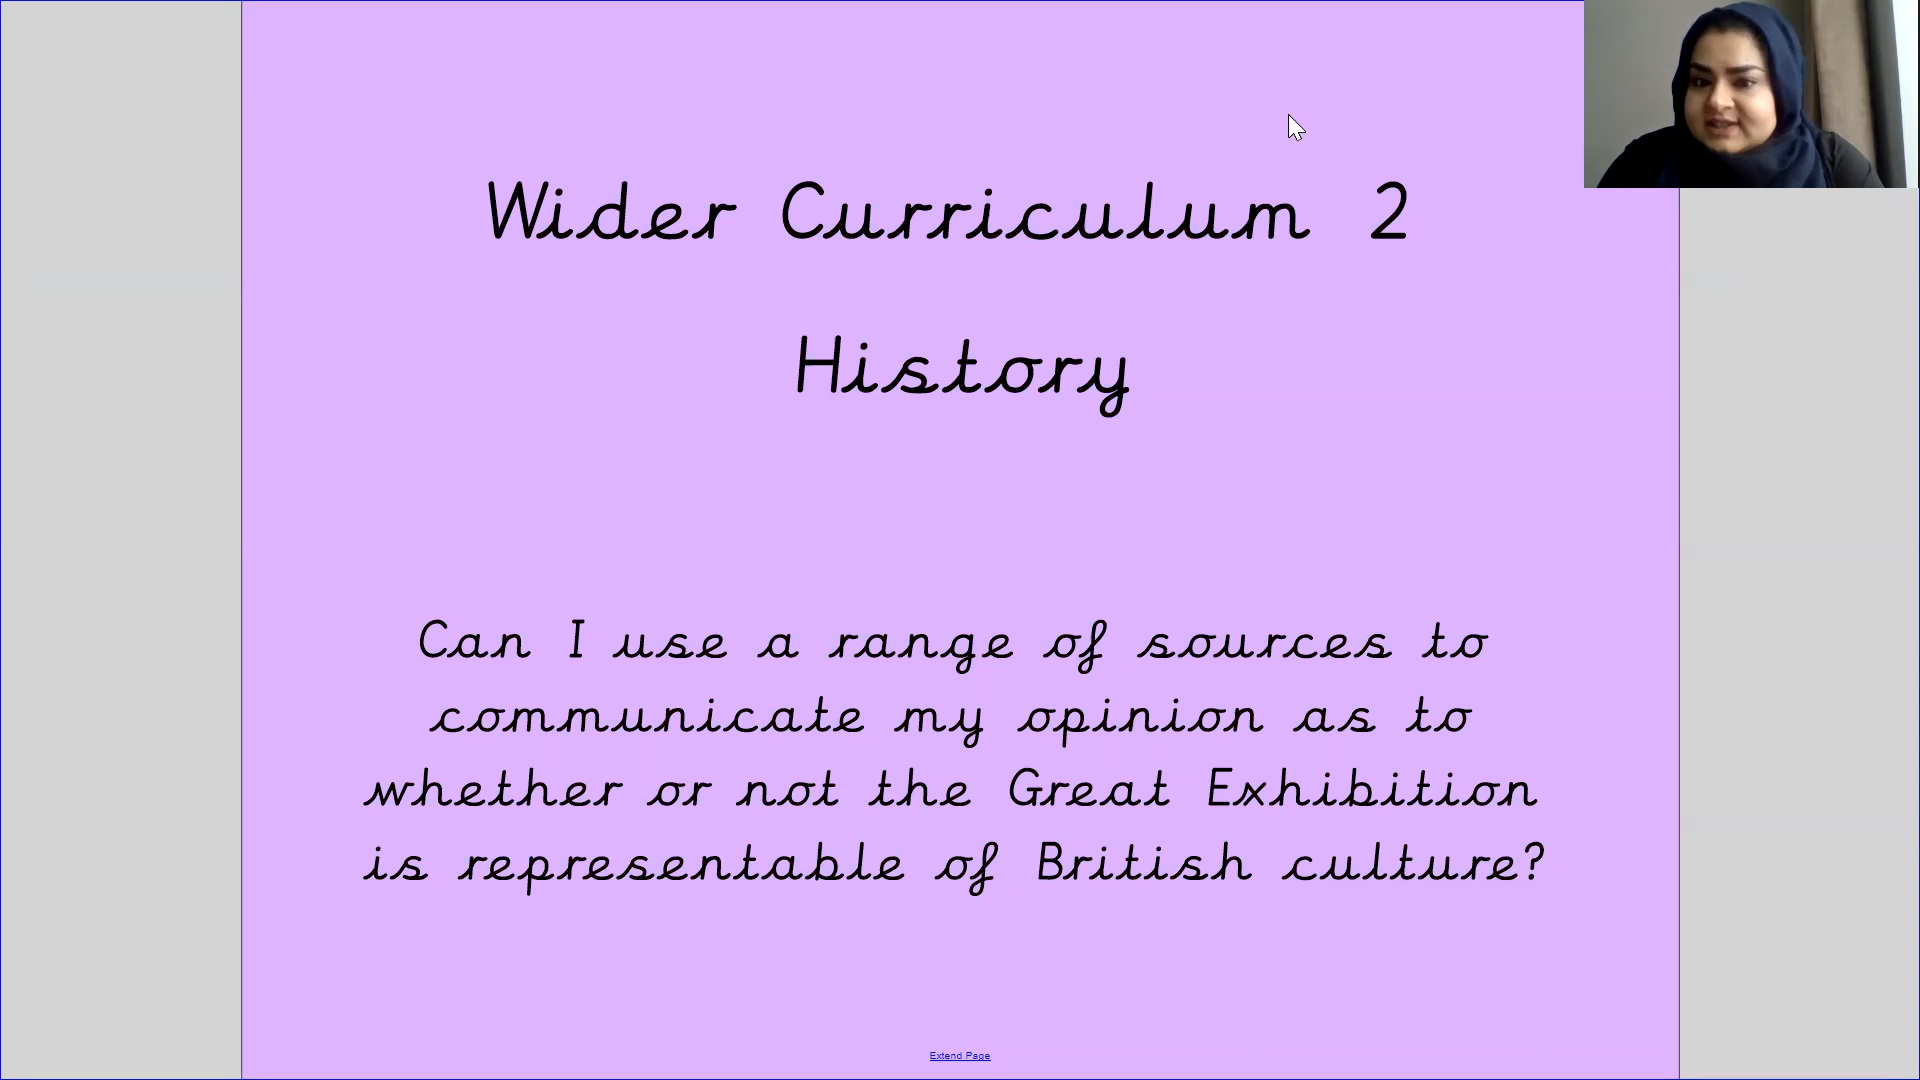 Wider Curriculum 2
History
Can I use a range of sources to
communicate my opinion as to
whether or not the Great Exhibition
is representable of British culture?
Extend Page